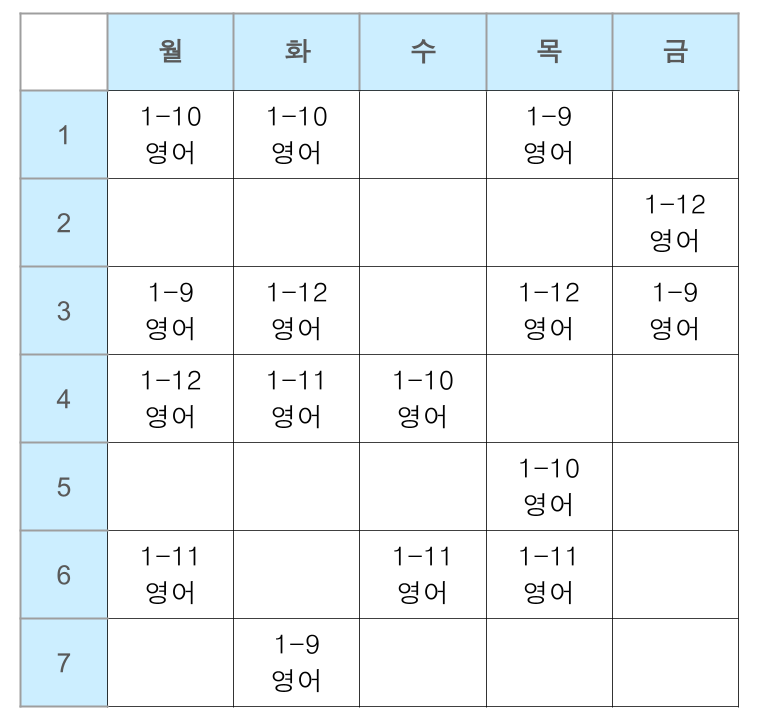 월 화 수 목 금
1 1-10 영어 1-10 영어 1-9 영어
2 1-12 영어
3 1-9 영어 1-12 영어 1-12 영어 1-9 영어
4 1-12 영어 1-11 영어 1-10 영어
5 1-10 영어
6 1-11 영어 1-11 영어 1-11 영어
7 1-9 영어